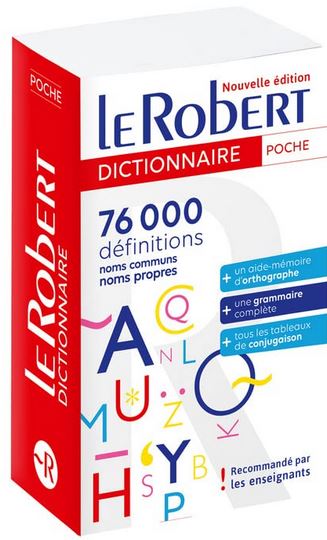 POCHE
LE ROBERT
DICTIONNAIRE
R
Nouvelle édition
LE ROBERT
DICTIONNAIRE
POCHE
76 000
définitions
noms communs
noms propres
+ un aide-mémoire
d'orthographe
+ une grammaire
complète
+ tous les tableaux
de conjugaison
R
~ A Ç Q
N L
M U * Z O ~
H ' Y K
S S B
P
! Recommandé par
les enseignants